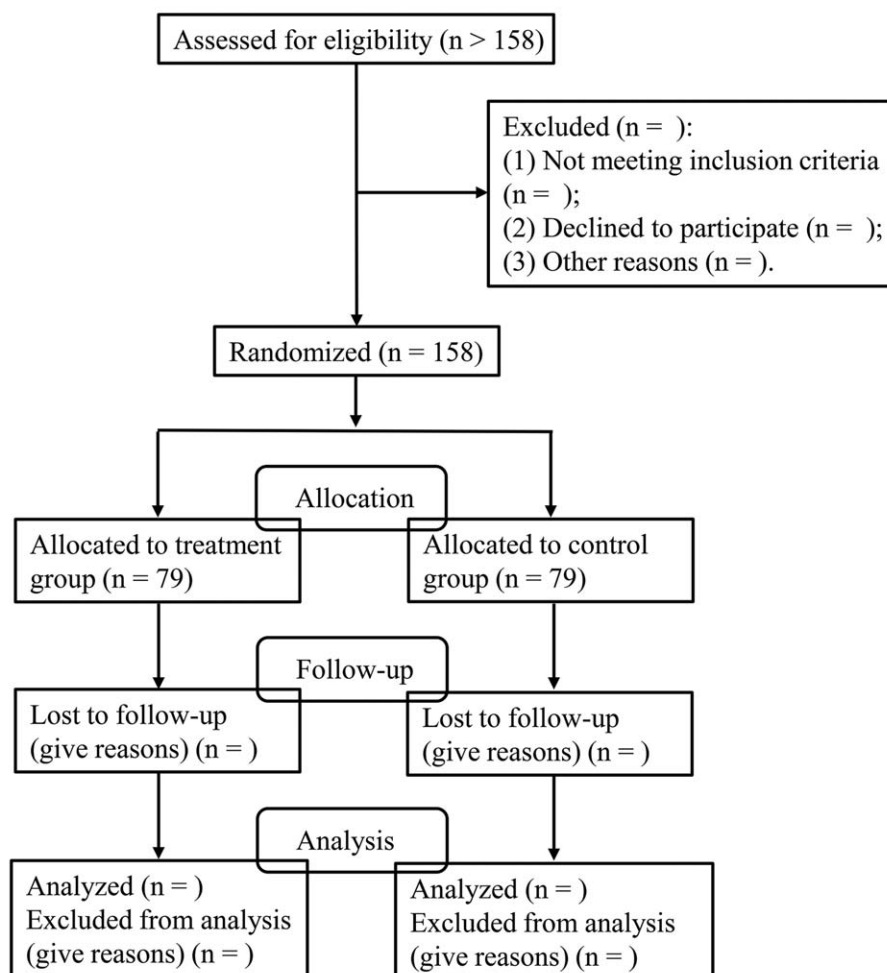 Assessed for eligibility (n > 158)
Excluded (n =  ):
(1) Not meeting inclusion criteria
(n =  );
(2) Declined to participate (n =  );
(3) Other reasons (n = ).
Randomized (n = 158)
Allocation
Allocated to treatment
group (n = 79)
Allocated to control
group (n = 79)
Follow-up
Lost to follow-up
(give reasons) (n = )
Lost to follow-up
(give reasons) (n = )
Analysis
Analyzed (n = )
Excluded from analysis
(give reasons) (n = )
Analyzed (n = )
Excluded from analysis
(give reasons) (n = )